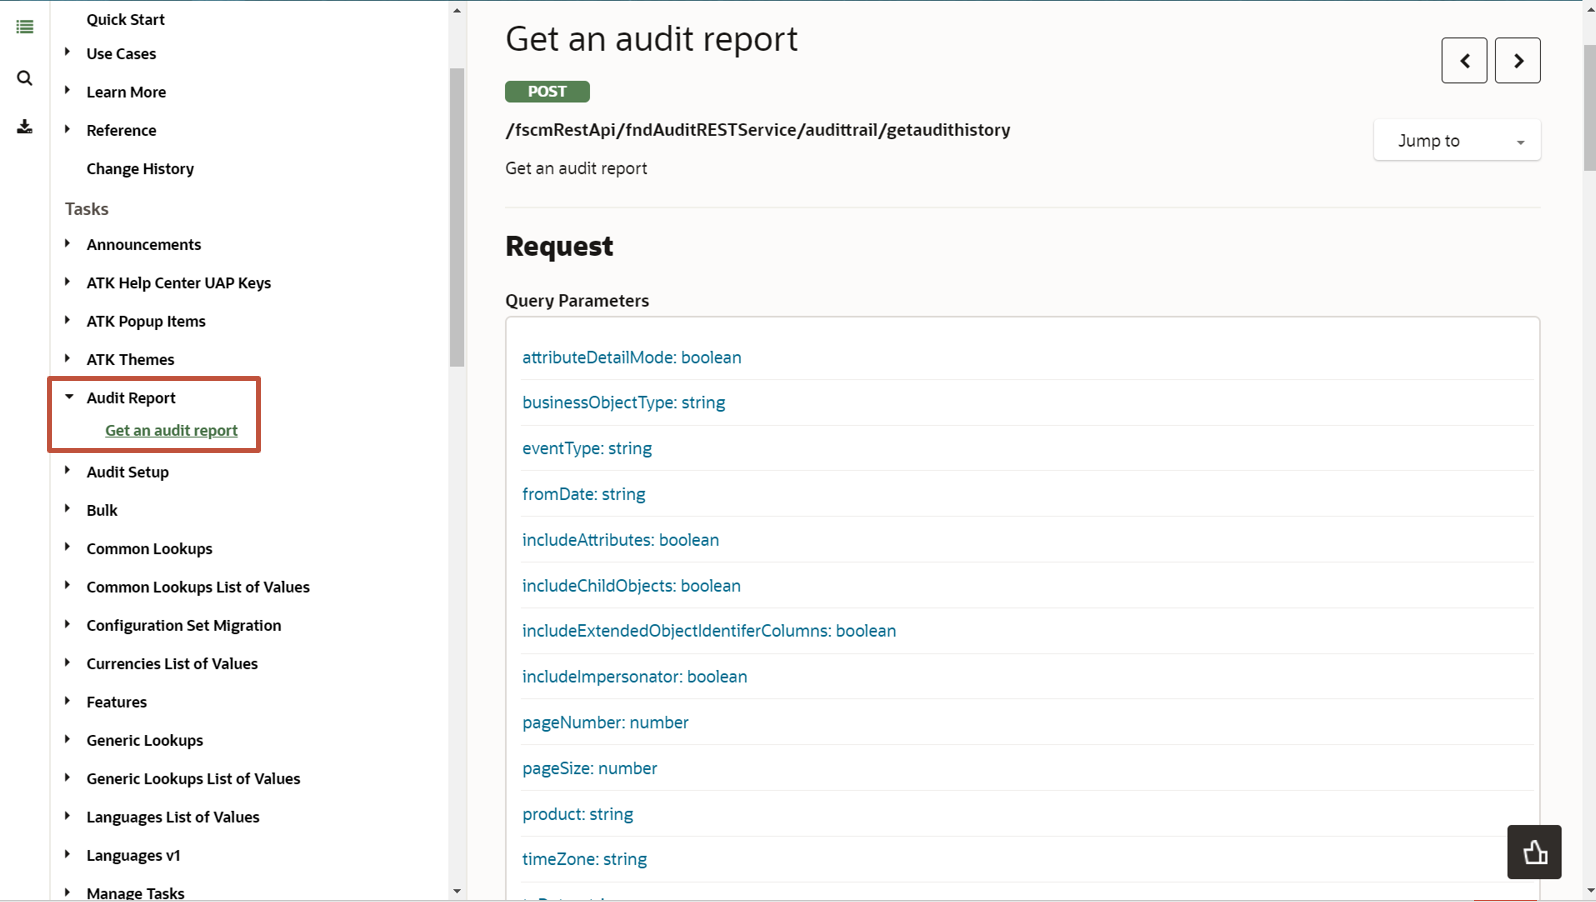 Quick Start
Use Cases
Learn More
Reference
Change History
Tasks
Announcements
ATK Help Center UAP Keys
ATK Popup Items
ATK Themes
Audit Report
Get an audit report
Audit Setup
Bulk
Common Lookups
Common Lookups List of Values
Configuration Set Migration
Currencies List of Values
Features
Generic Lookups
Generic Lookups List of Values
Languages List of Values
Languages v1
Manage Tasks
Get an audit report
POST
/fscmRestApi/fndAuditRESTService/audittrail/getaudithistory
Jump to
Get an audit report
Request
Query Parameters
attributeDetailMode: boolean
businessObjectType: string
eventType: string
fromDate: string
includeAttributes: boolean
includeChildObjects: boolean
includeExtendedObjectIdentiferColumns: boolean
includeImpersonator: boolean
pageNumber: number
pageSize: number
product: string
timeZone: string